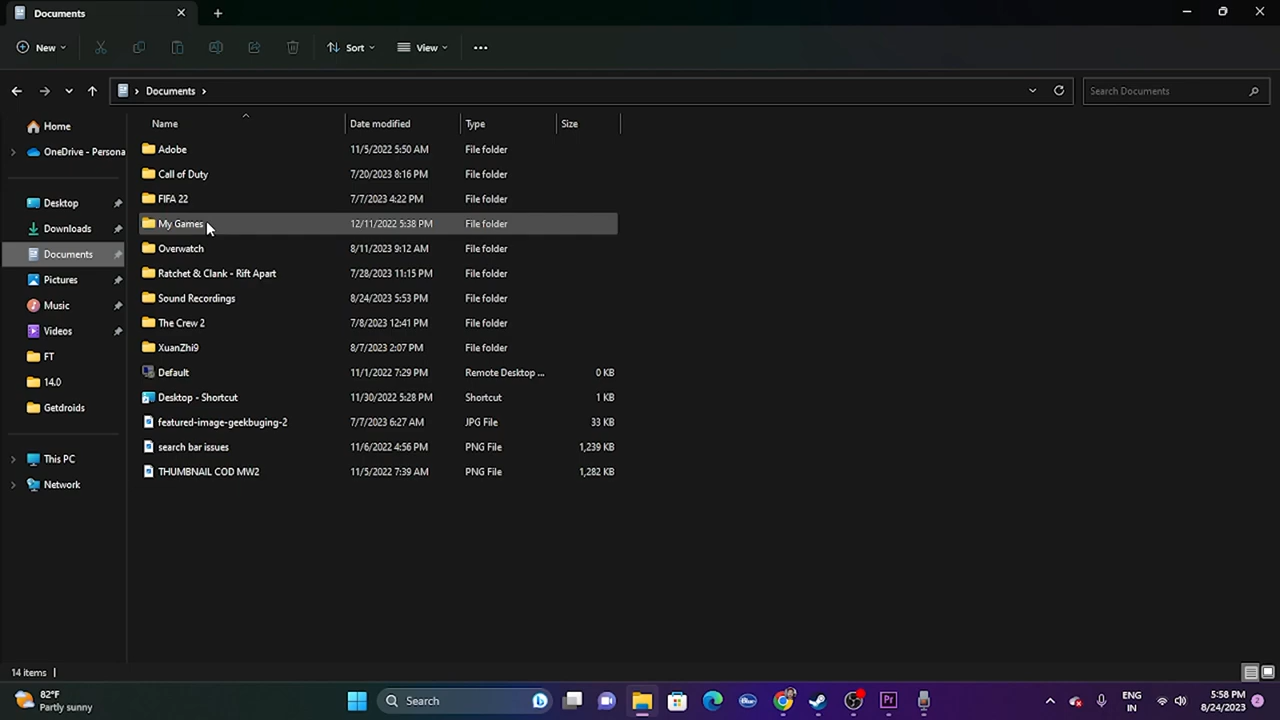 Documents
New
Sort
View
Documents
Search Documents
Name Date modified Type Size
Home
OneDrive - Persona
Desktop
Downloads
Documents
Pictures
Music
Videos
FT
14.0
Getdroids
This PC
Network
Adobe 11/5/2022 5:50 AM File folder
Call of Duty 7/20/2023 8:16 PM File folder
FIFA 22 7/7/2023 4:22 PM File folder
My Games 12/11/2022 5:38 PM File folder
Overwatch 8/11/2023 9:12 AM File folder
Ratchet & Clank - Rift Apart 7/28/2023 11:15 PM File folder
Sound Recordings 8/24/2023 5:53 PM File folder
The Crew 2 7/8/2023 12:41 PM File folder
XuanZhi9 8/7/2023 2:07 PM File folder
Default 11/1/2022 7:29 PM Remote Desktop ... 0 KB
Desktop - Shortcut 11/30/2022 5:28 PM Shortcut 1 KB
featured-image-geekbuging-2 7/7/2023 6:27 AM JPG File 33 KB
search bar issues 11/6/2022 4:56 PM PNG File 1,239 KB
THUMBNAIL COD MW2 11/5/2022 7:39 AM PNG File 1,282 KB
14 items
82°F
Partly sunny
Search
Blue
Pr
ENG
IN
5:58 PM
8/24/2023
2